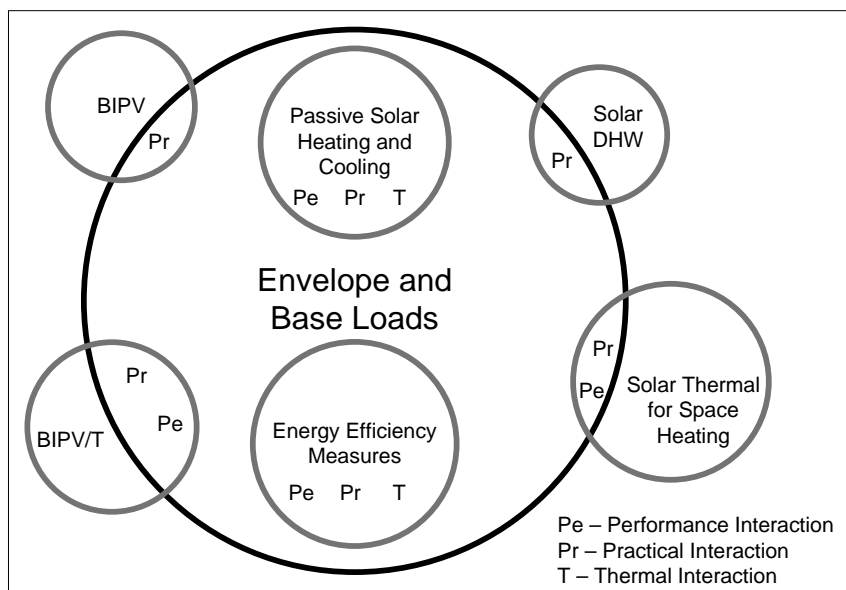 BIPV
Pr
Passive Solar
Heating and
Cooling
Pe Pr T
Solar
DHW
Pr
Envelope and
Base Loads
Pr
Pe
BIPV/T
Energy Efficiency
Measures
Pe Pr T
Pr
Pe
Solar Thermal
for Space
Heating
Pe – Performance Interaction
Pr – Practical Interaction
T – Thermal Interaction